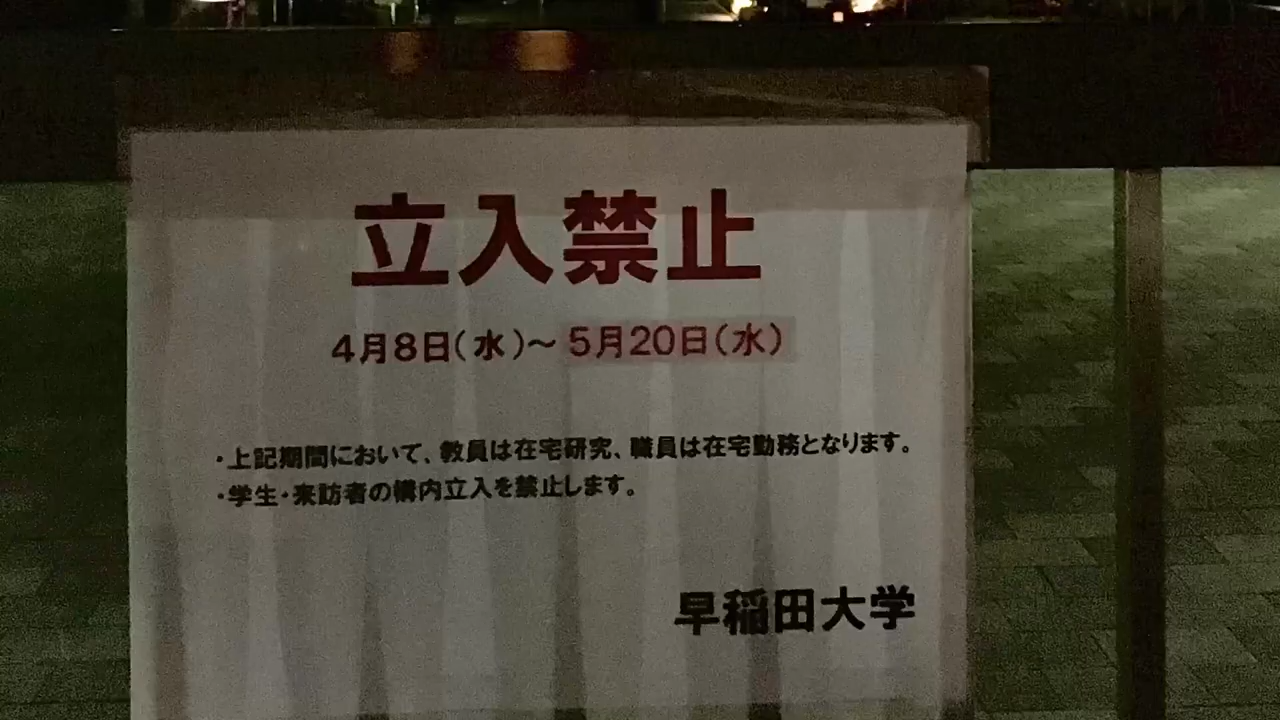 立入禁止
4月8日(水)～5月20日(水)
・上記期間において、教員は在宅研究、職員は在宅勤務となります。
・学生・来訪者の構内立入を禁止します。
早稲田大学